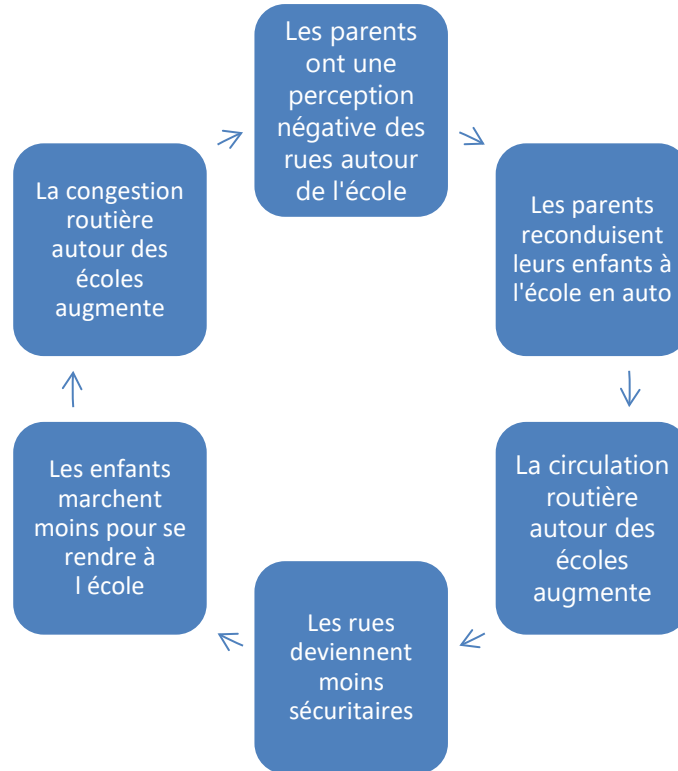 Les parents
ont une
perception
négative des
rues autour
de l'école
Les parents
reconduisent
leurs enfants à
l'école en auto
La circulation
routière
autour des
écoles
augmente
Les rues
deviennent
moins
sécuritaires
Les enfants
marchent
moins pour se
rendre à
l école
La congestion
routière
autour des
écoles
augmente